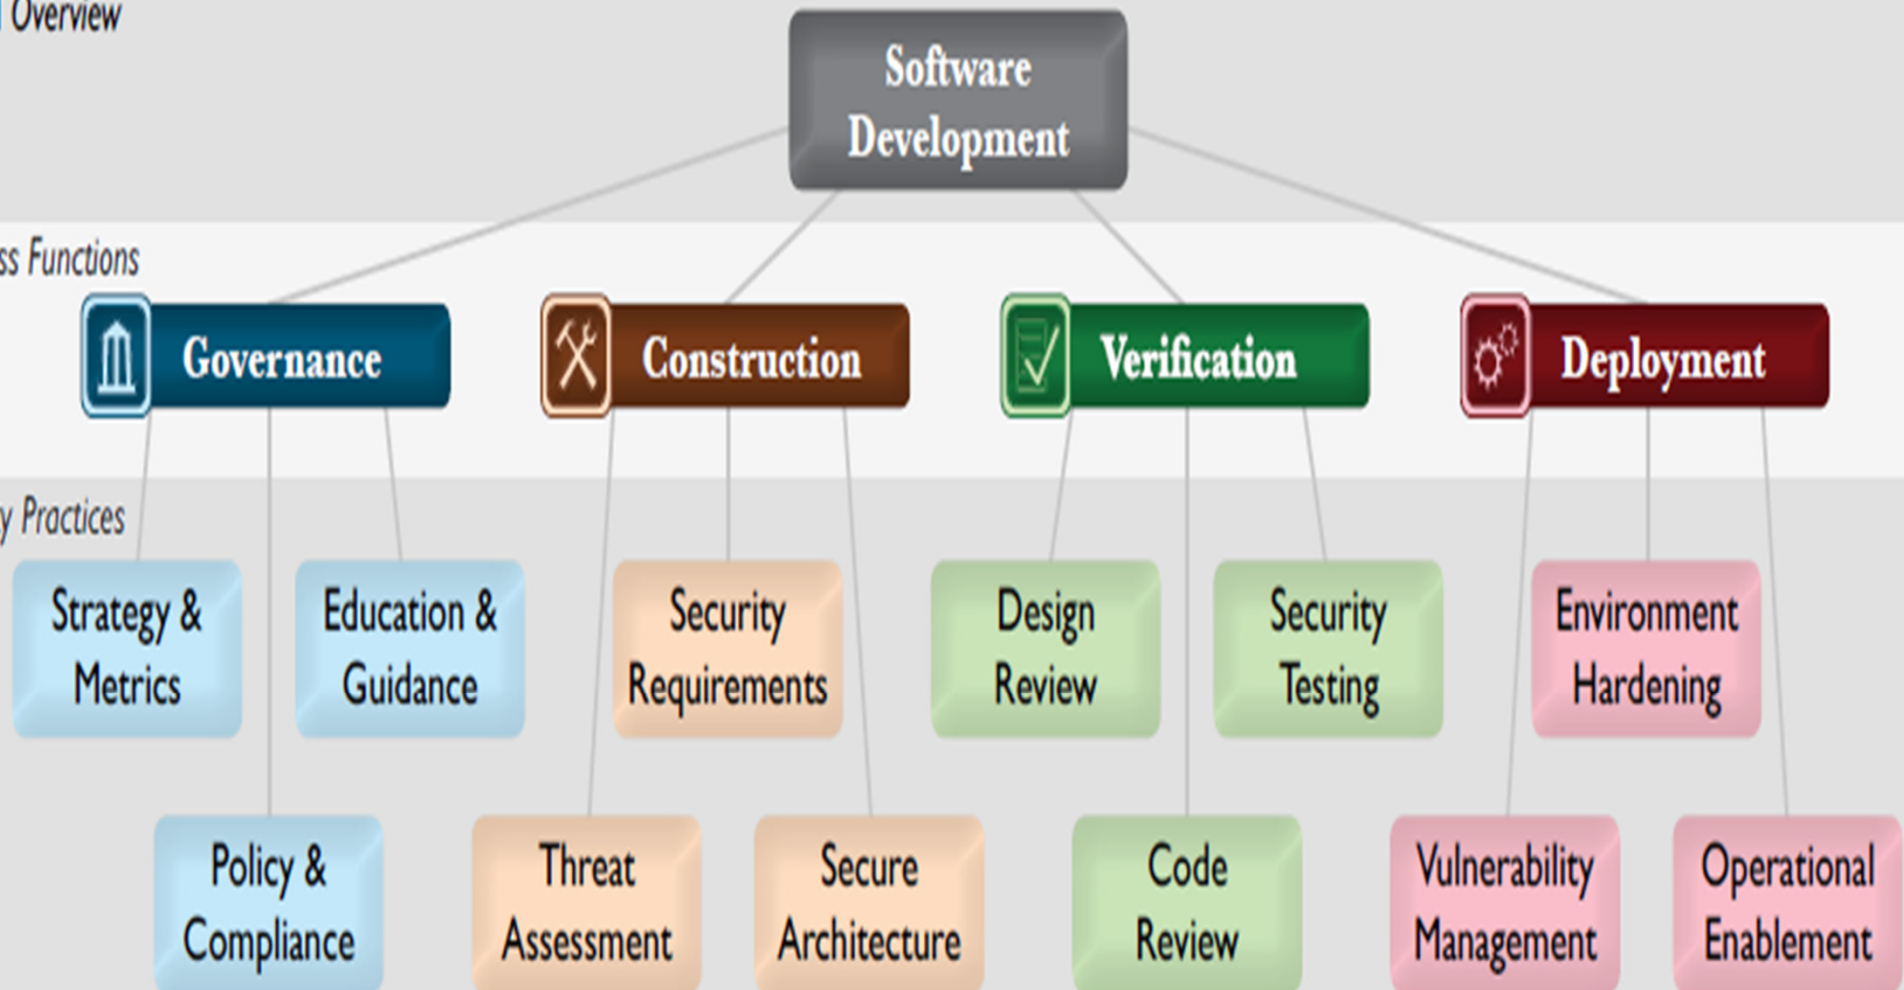 Overview
Software
Development
ss Functions
Governance
Construction
Verification
Deployment
y Practices
Strategy &
Metrics
Education &
Guidance
Security
Requirements
Design
Review
Security
Testing
Environment
Hardening
Policy &
Compliance
Threat
Assessment
Secure
Architecture
Code
Review
Vulnerability
Management
Operational
Enablement